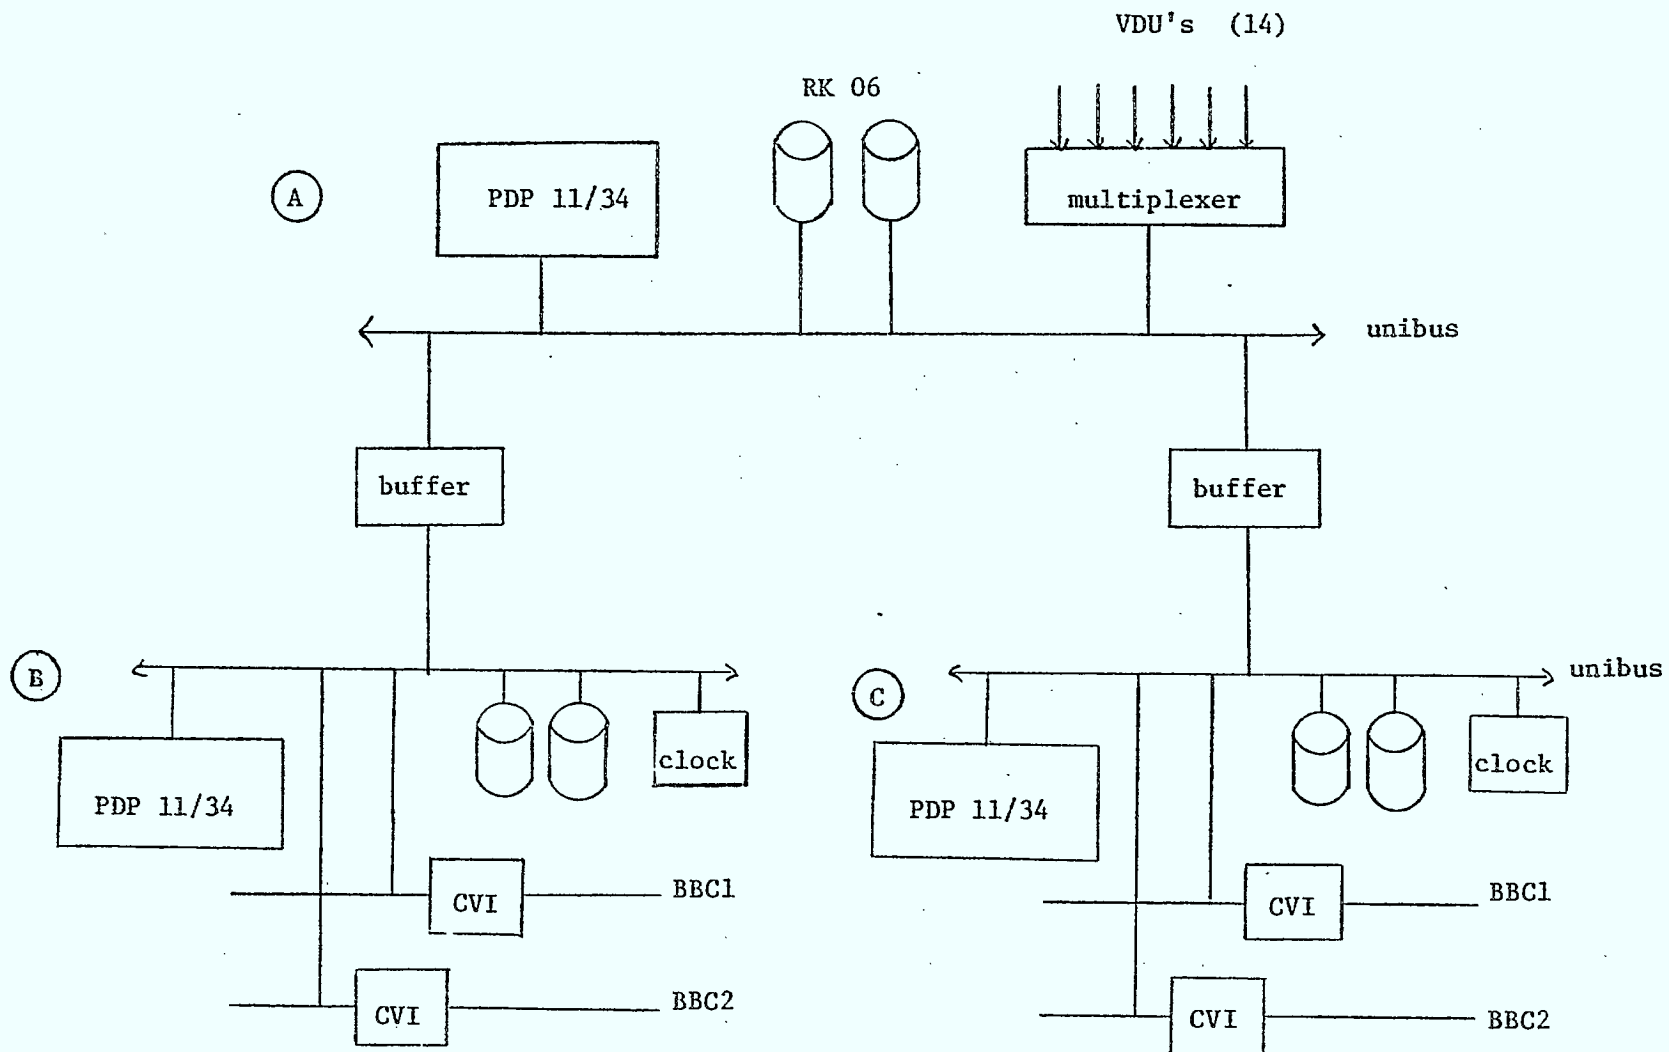 VDU's (14)
RK 06
A
PDP 11/34
multiplexer
unibus
buffer
buffer
B
C
unibus
clock
clock
PDP 11/34
PDP 11/34
CVI
BBC1
CVI
BBC1
CVI
BBC2
CVI
BBC2